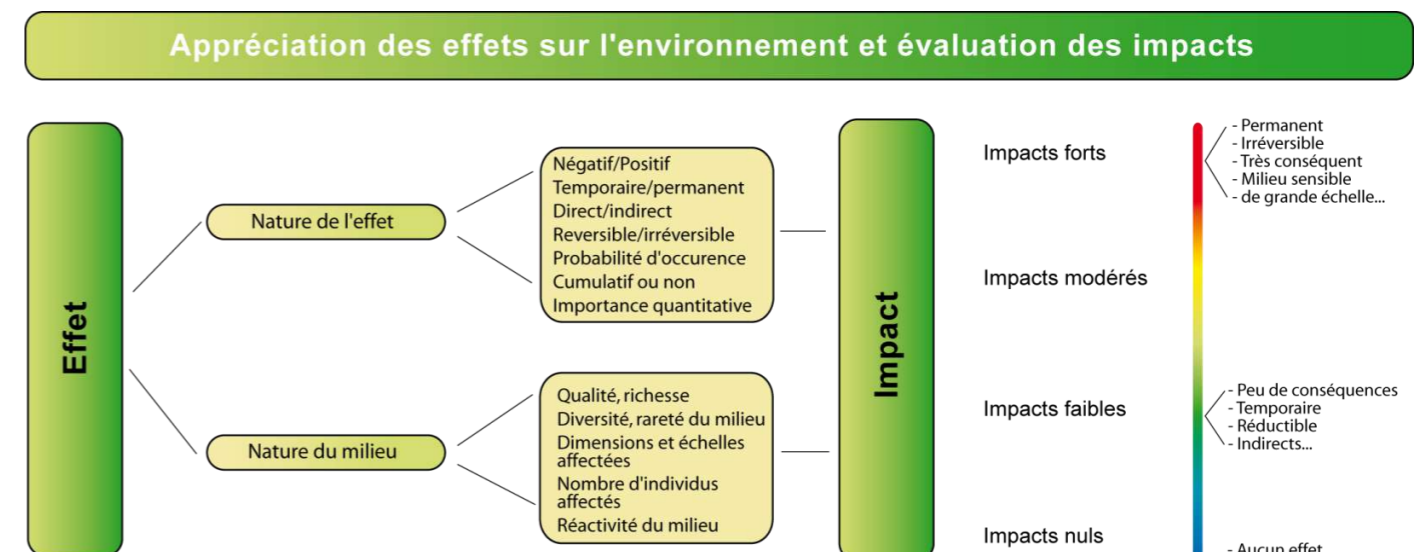 Appréciation des effets sur l'environnement et évaluation des impacts
Effet
Nature de l'effet
Négatif/Positif
Temporaire/permanent
Direct/indirect
Reversible/irréversible
Probabilité d'occurence
Cumulatif ou non
Importance quantitative
Nature du milieu
Qualité, richesse
Diversité, rareté du milieu
Dimensions et échelles
affectées
Nombre d'individus
affectés
Réactivité du milieu
Impact
Impacts forts
- Permanent
- Irréversible
- Très conséquent
- Milieu sensible
- de grande échelle...
Impacts modérés
Impacts faibles
- Peu de conséquences
- Temporaire
- Réductible
- Indirects...
Impacts nuls
- Aucun effet